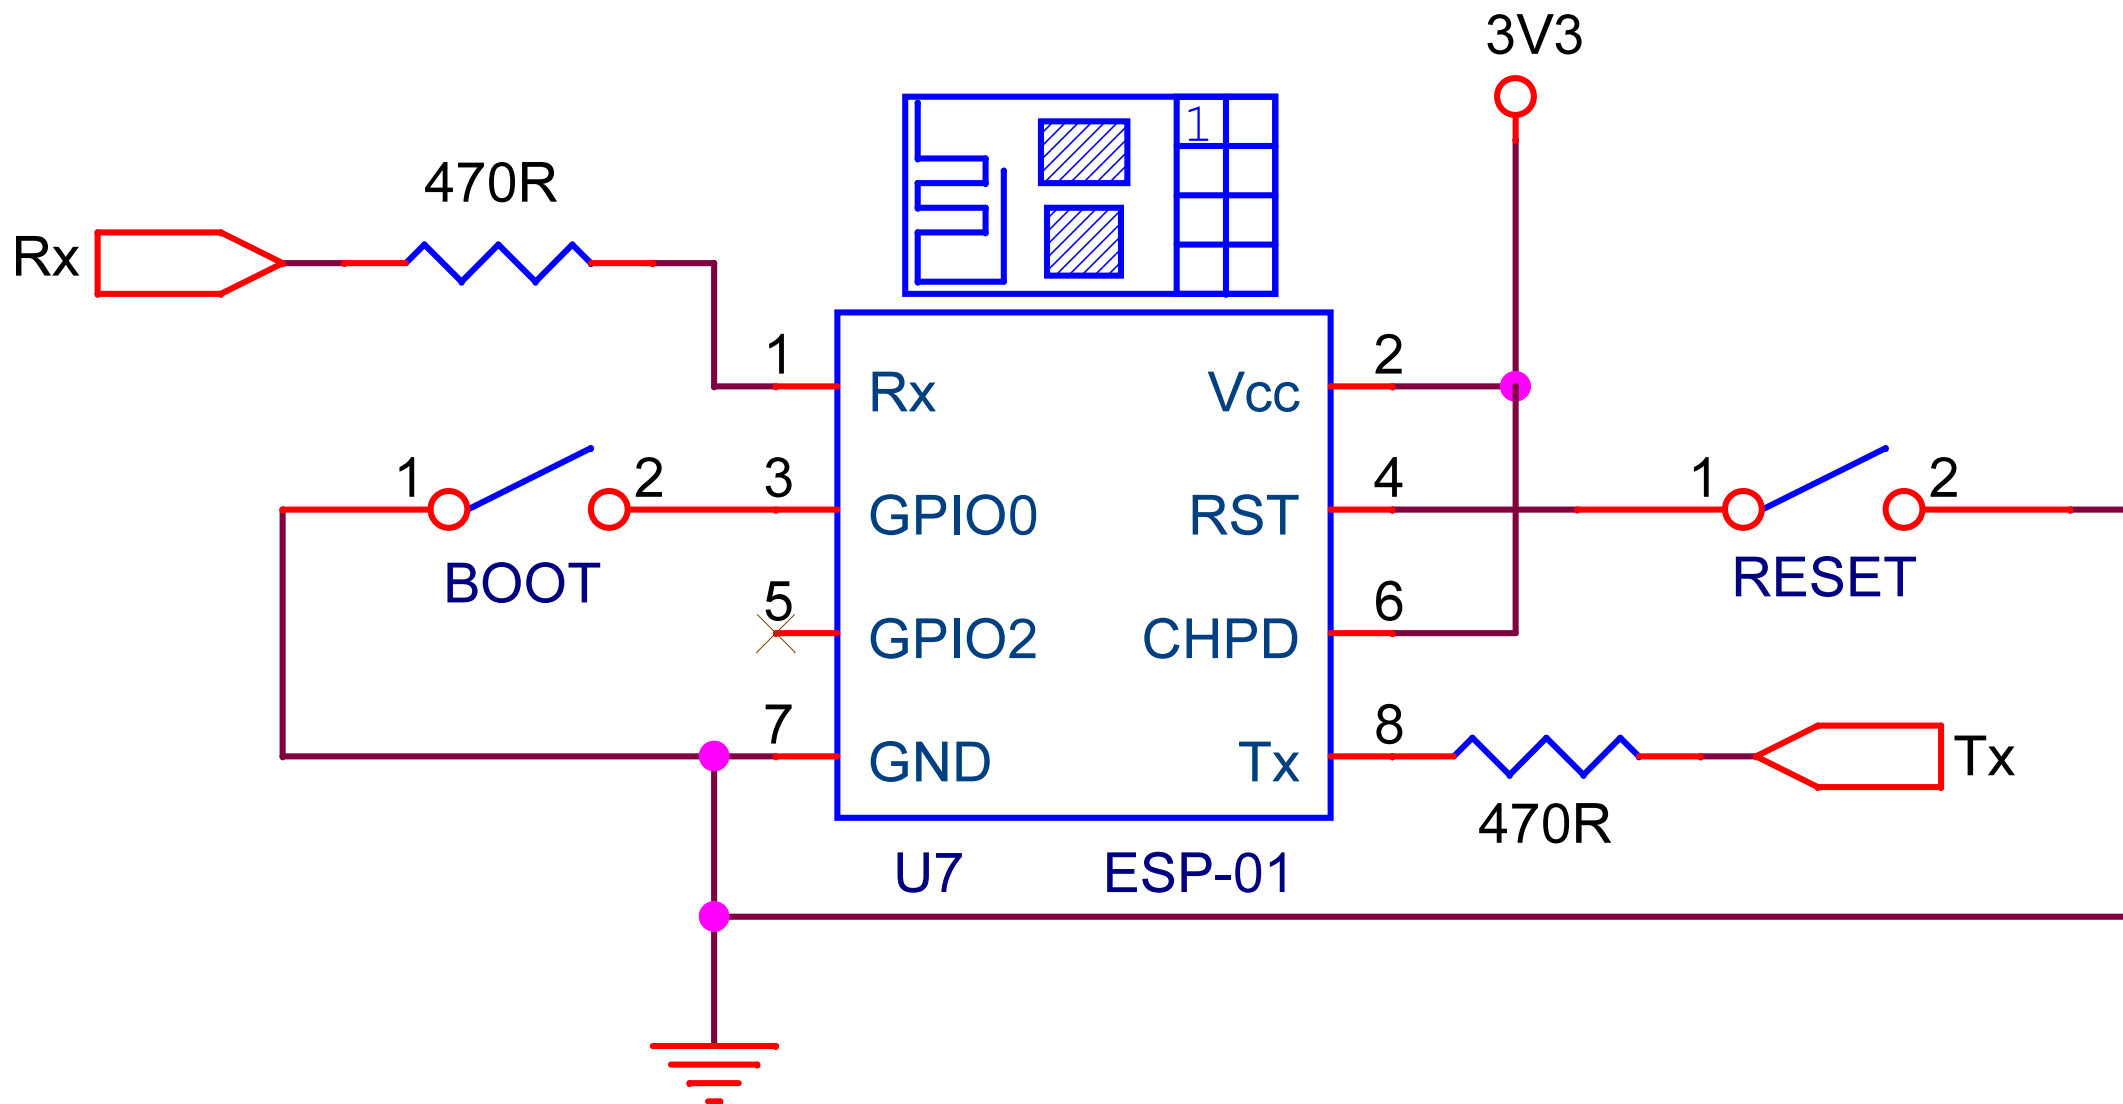 3V3
1
470R
Rx
1 Rx Vcc 2
1 2 3 GPIO0 RST 4 1 2
BOOT RESET
5 GPIO2 CHPD 6
7 GND Tx 8 Tx
470R
U7 ESP-01